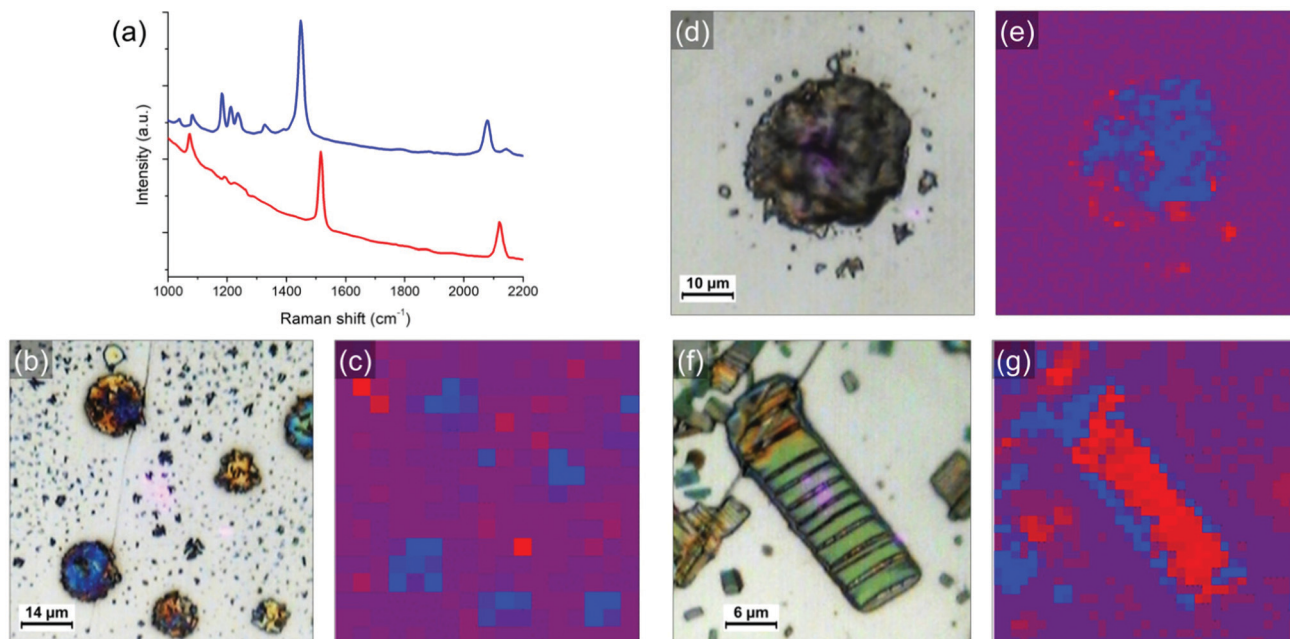 (a)
Intensity (a.u.)
1000 1200 1400 1600 1800 2000 2200
Raman shift (cm⁻¹)
(b)
14 µm
(c)
(d)
10 µm
(e)
(f)
6 µm
(g)